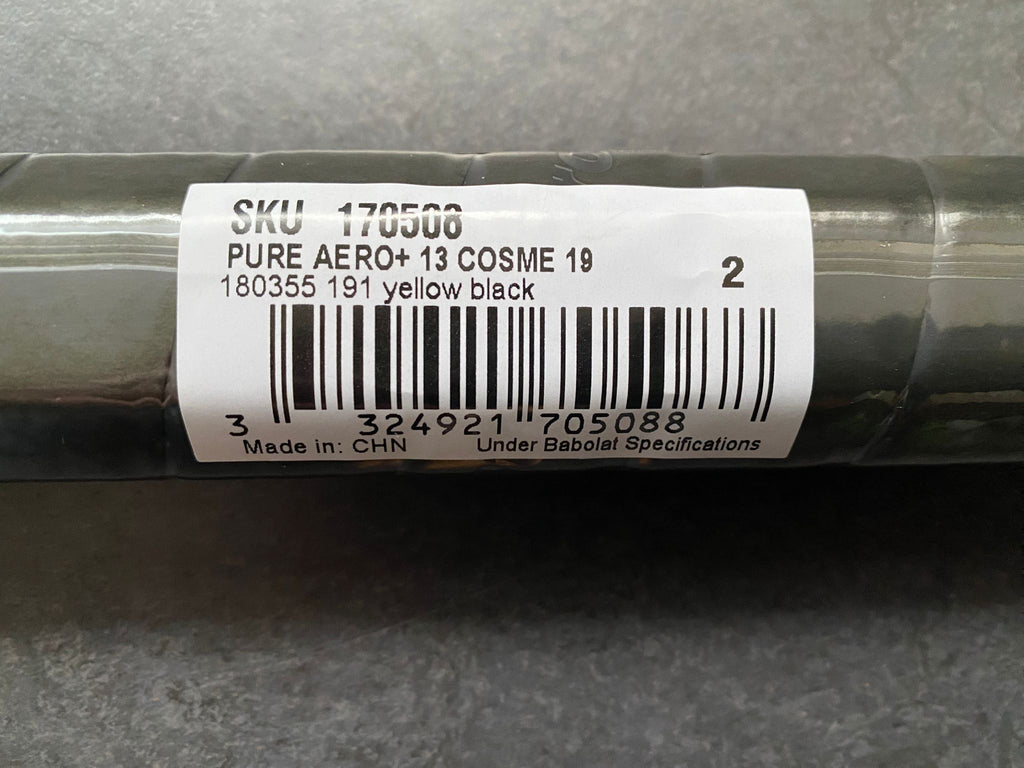 SKU 170508
PURE AERO+ 13 COSME 19
2
180355 191 yellow black
3 324921 705088
Made in: CHN Under Babolat Specifications